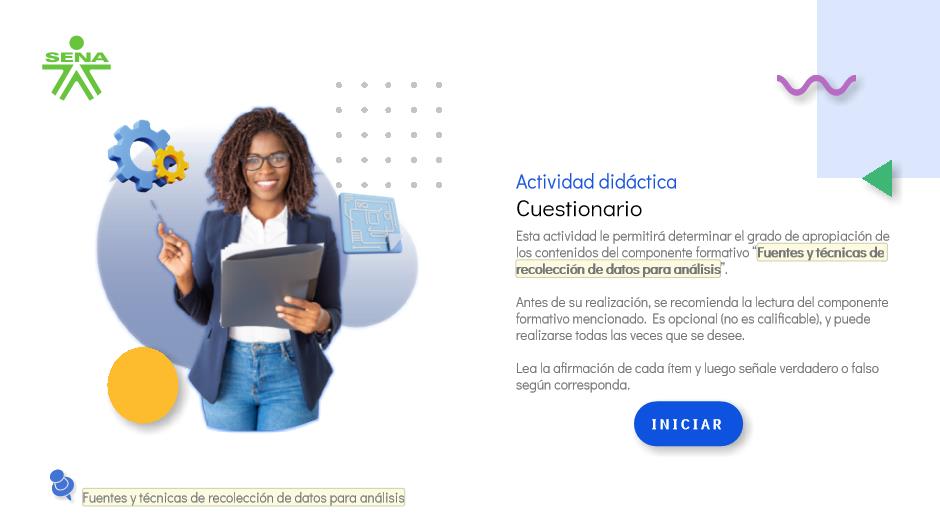 SENA
Actividad didáctica
Cuestionario
Esta actividad le permitirá determinar el grado de apropiación de
los contenidos del componente formativo “Fuentes y técnicas de
recolección de datos para análisis”.
Antes de su realización, se recomienda la lectura del componente
formativo mencionado. Es opcional (no es calificable), y puede
realizarse todas las veces que se desee.
Lea la afirmación de cada ítem y luego señale verdadero o falso
según corresponda.
INICIAR
Fuentes y técnicas de recolección de datos para análisis